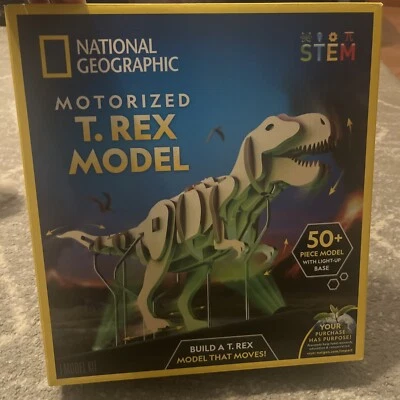 NATIONAL
GEOGRAPHIC
STEM
MOTORIZED
T. REX
MODEL
50+
PIECE MODEL
WITH LIGHT-UP
BASE
BUILD A T. REX
MODEL THAT MOVES!
YOUR
PURCHASE
HAS PURPOSE!